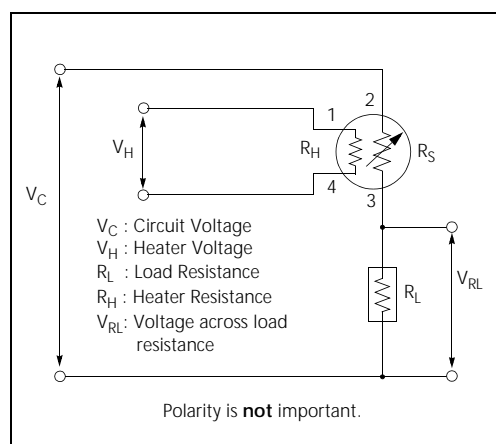 2
1
V_H
R_H
R_S
4
3
V_C
V_C : Circuit Voltage
V_H : Heater Voltage
R_L : Load Resistance
R_H : Heater Resistance
V_RL: Voltage across load
resistance
R_L
V_RL
Polarity is not important.